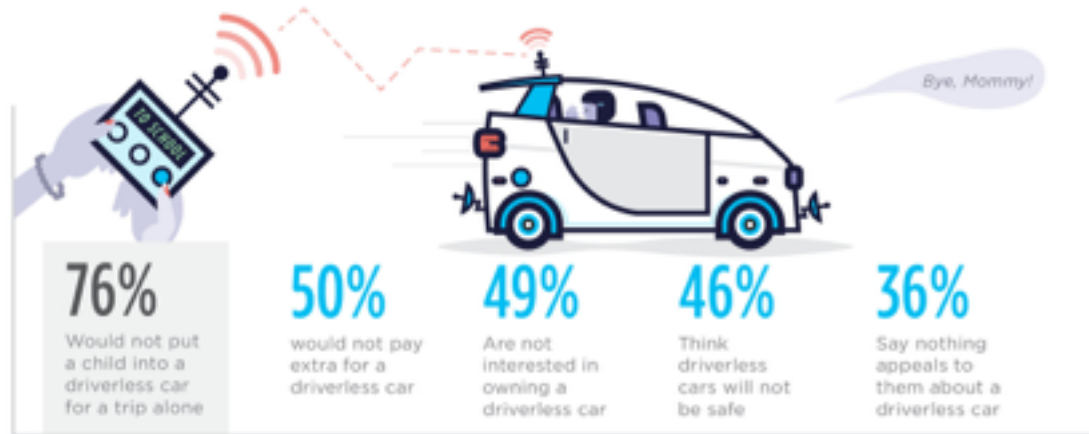 TO SCHOOL
Bye, Mommy!
76%
Would not put
a child into a
driverless car
for a trip alone
50%
would not pay
extra for a
driverless car
49%
Are not
interested in
owning a
driverless car
46%
Think
driverless
cars will not
be safe
36%
Say nothing
appeals to
them about a
driverless car